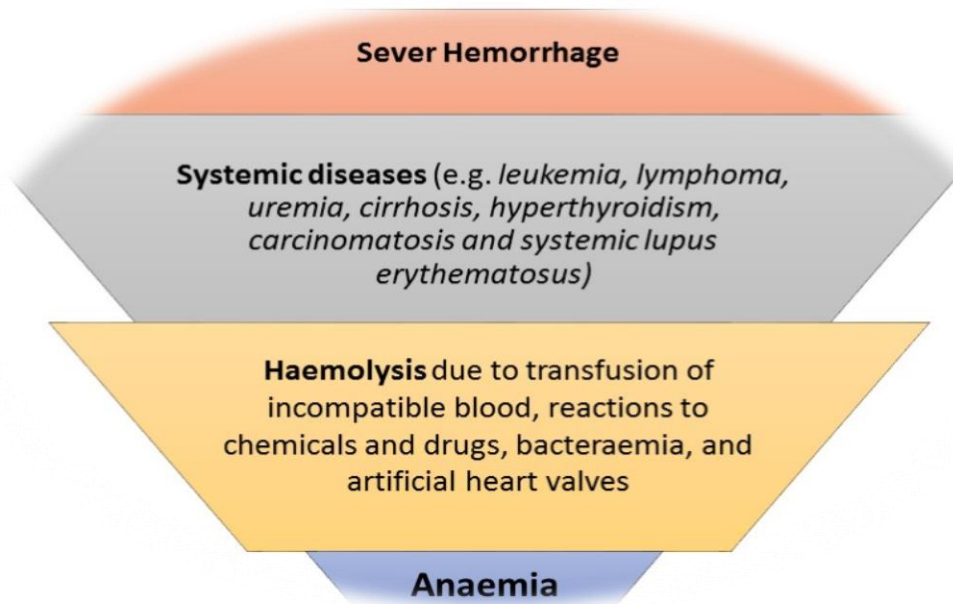 Sever Hemorrhage
Systemic diseases (e.g. leukemia, lymphoma,
uremia, cirrhosis, hyperthyroidism,
carcinomatosis and systemic lupus
erythematosus)
Haemolysis due to transfusion of
incompatible blood, reactions to
chemicals and drugs, bacteraemia, and
artificial heart valves
Anaemia